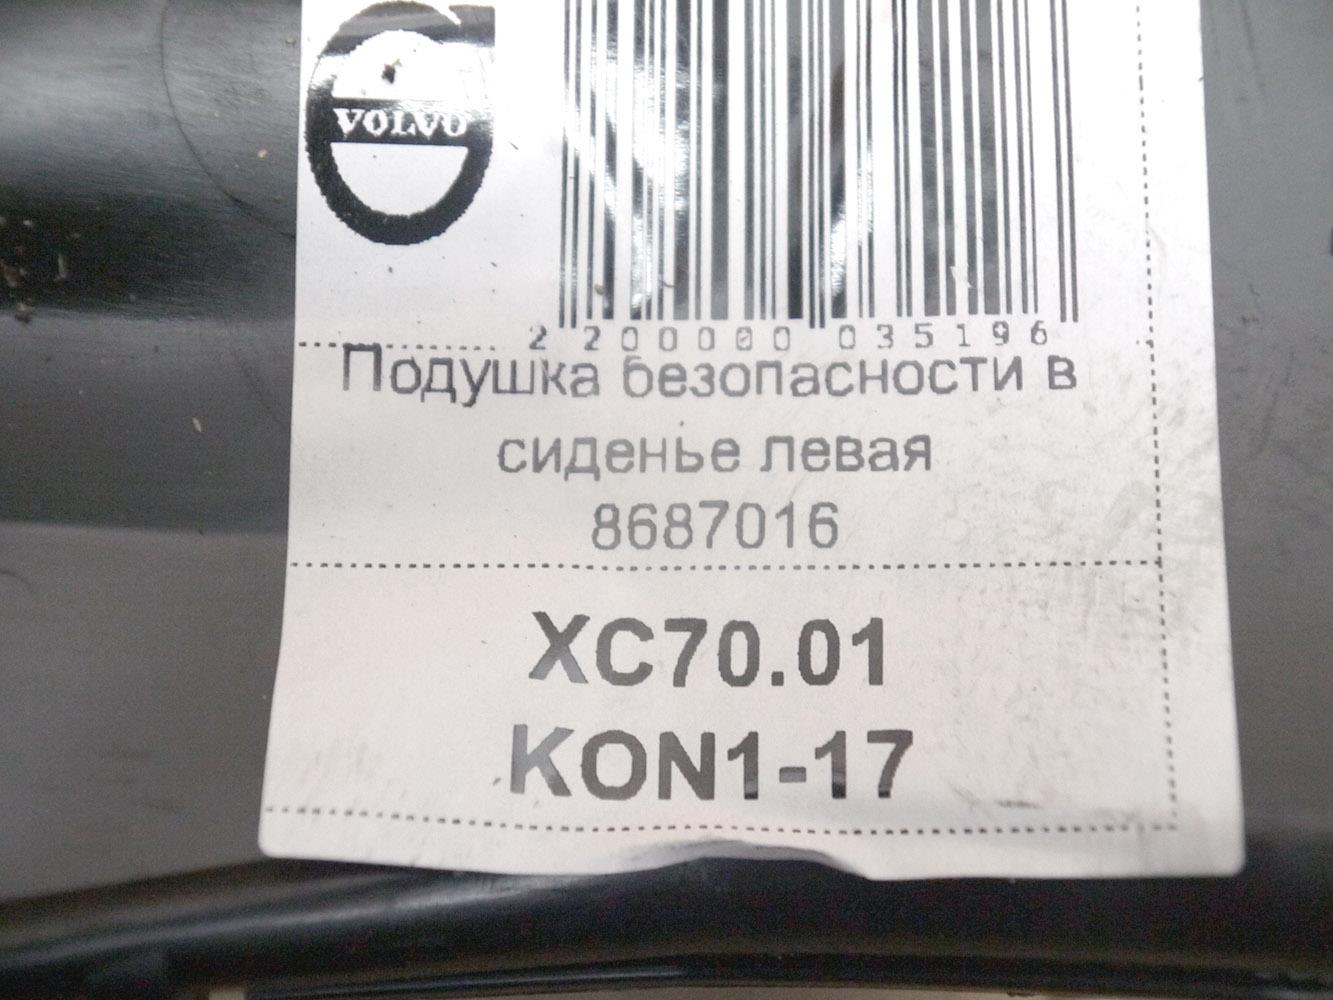 VOLVO
2 200000 035196
Подушка безопасности в
сиденье левая
8687016
XC70.01
KON1-17